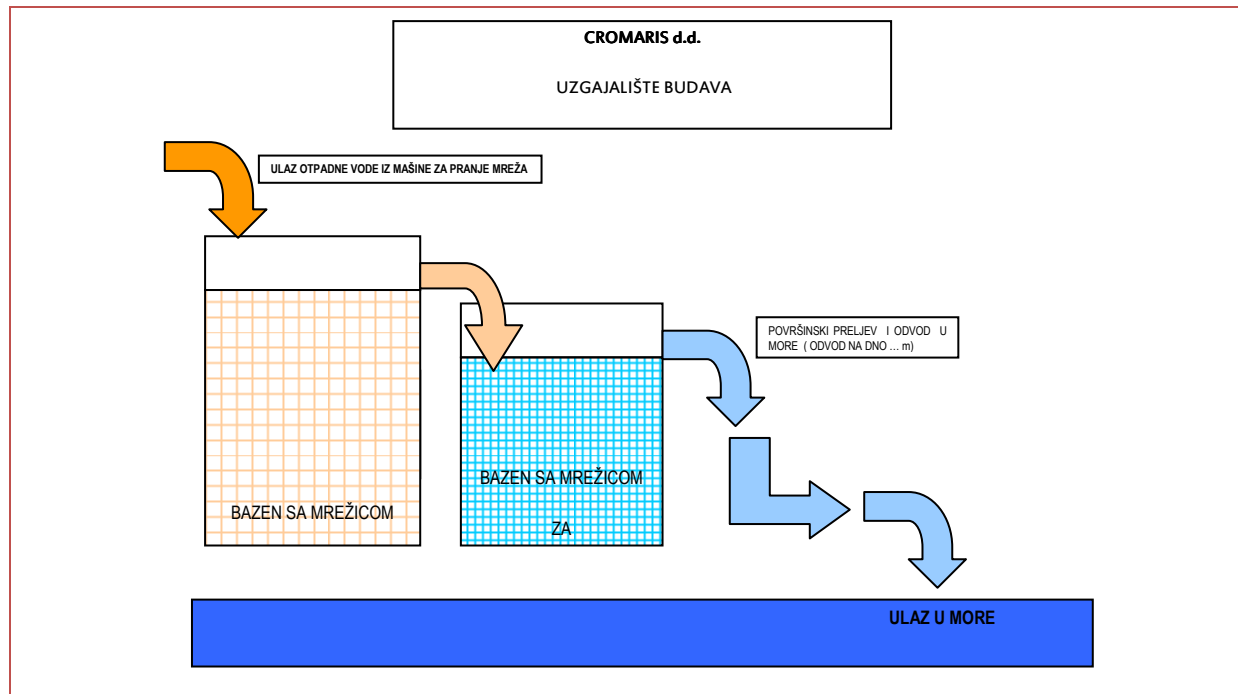 CROMARIS d.d.
UZGAJALIŠTE BUDAVA
ULAZ OTPADNE VODE IZ MAŠINE ZA PRANJE MREŽA
POVRŠINSKI PRELJEV I ODVOD U
MORE ( ODVOD NA DNO ... m)
BAZEN SA MREŽICOM
BAZEN SA MREŽICOM
ZA
ULAZ U MORE